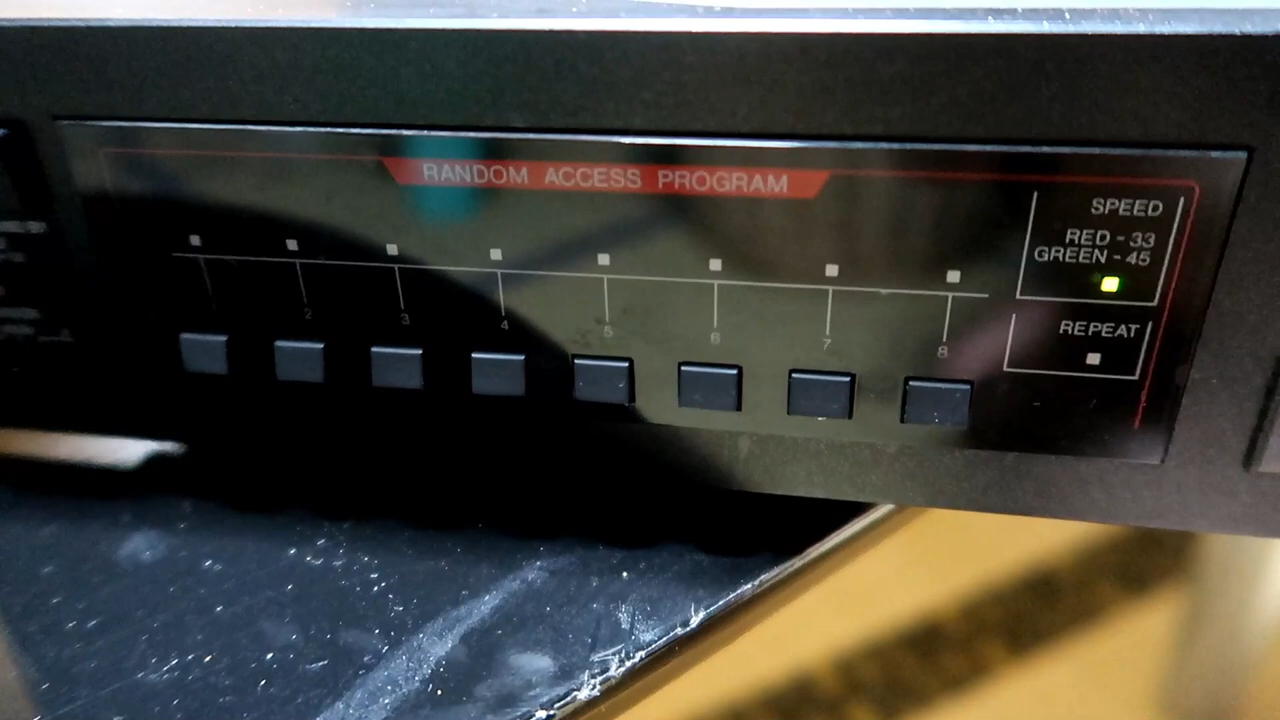 RANDOM ACCESS PROGRAM
SPEED
RED - 33
GREEN - 45
REPEAT
2 3 4 5 6 7 8